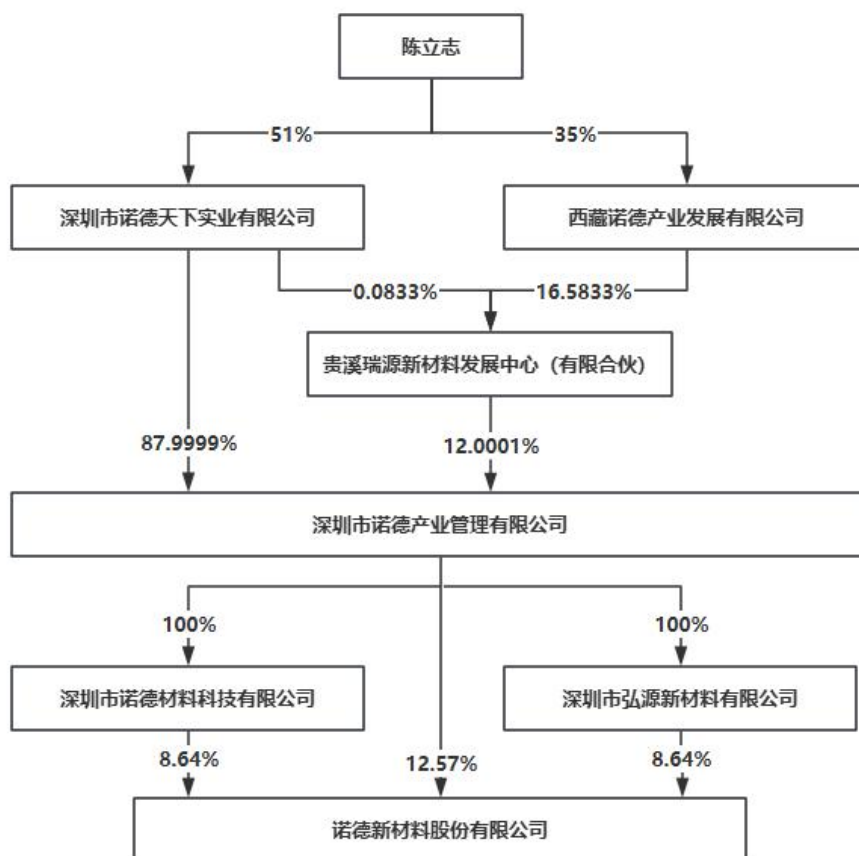 陈立志
51%
35%
深圳市诺德天下实业有限公司
西藏诺德产业发展有限公司
0.0833%
16.5833%
贵溪瑞源新材料发展中心（有限合伙）
87.9999%
12.0001%
深圳市诺德产业管理有限公司
100%
100%
深圳市诺德材料科技有限公司
深圳市弘源新材料有限公司
8.64%
12.57%
8.64%
诺德新材料股份有限公司